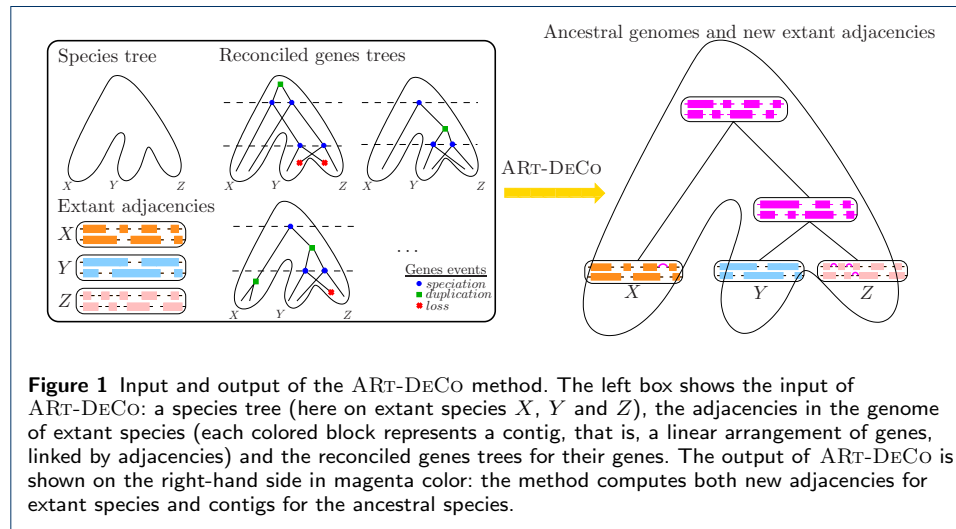 Species tree
Reconciled genes trees
X Y Z
X Y Z
X Y Z
Extant adjacencies
X
Y
Z
X Y Z
...
Genes events
speciation
duplication
loss
ART-DECO
Ancestral genomes and new extant adjacencies
X Y Z
Figure 1 Input and output of the ART-DECO method. The left box shows the input of
ART-DECO: a species tree (here on extant species X, Y and Z), the adjacencies in the genome
of extant species (each colored block represents a contig, that is, a linear arrangement of genes,
linked by adjacencies) and the reconciled genes trees for their genes. The output of ART-DECO is
shown on the right-hand side in magenta color: the method computes both new adjacencies for
extant species and contigs for the ancestral species.